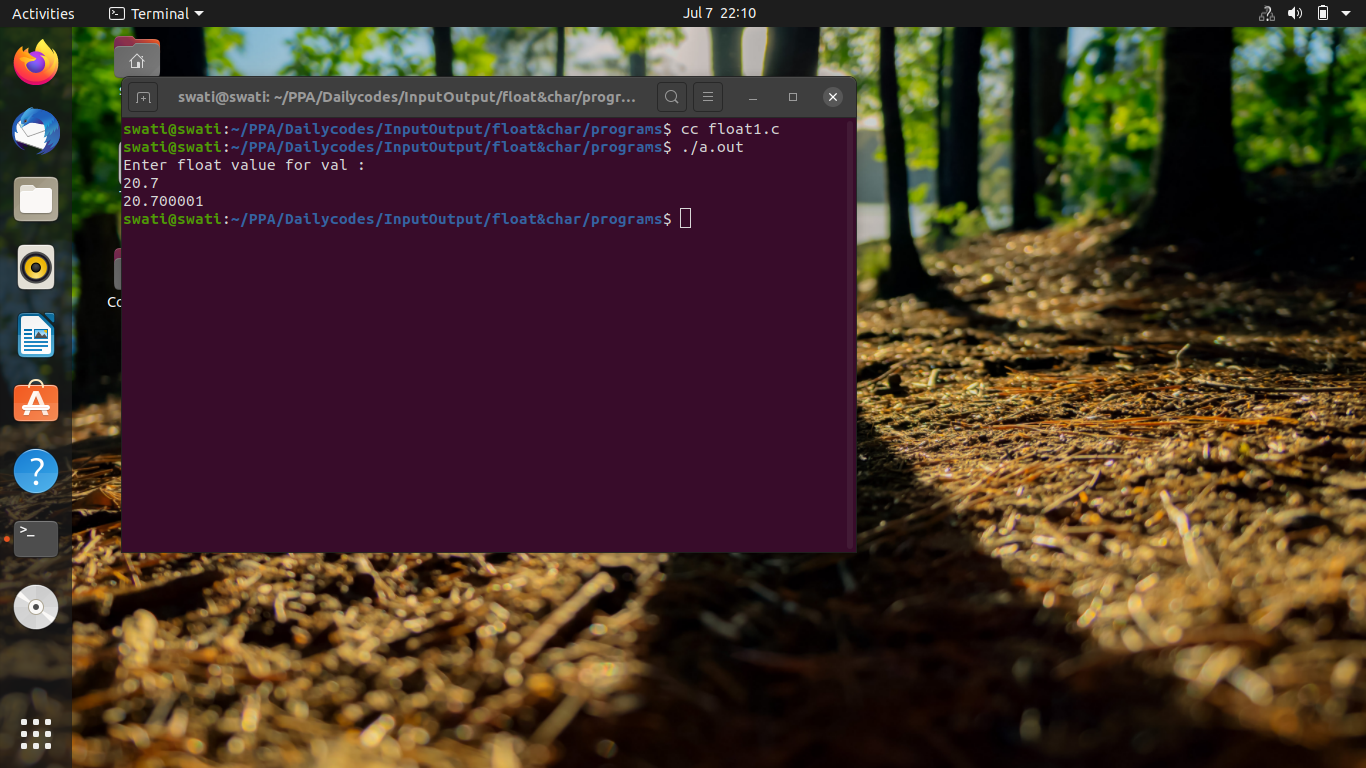 Activities
Terminal
Jul 7 22:10
swati@swati: ~/PPA/Dailycodes/InputOutput/float&char/progr...
swati@swati:~/PPA/Dailycodes/InputOutput/float&char/programs$ cc float1.c
swati@swati:~/PPA/Dailycodes/InputOutput/float&char/programs$ ./a.out
Enter float value for val :
20.7
20.700001
swati@swati:~/PPA/Dailycodes/InputOutput/float&char/programs$